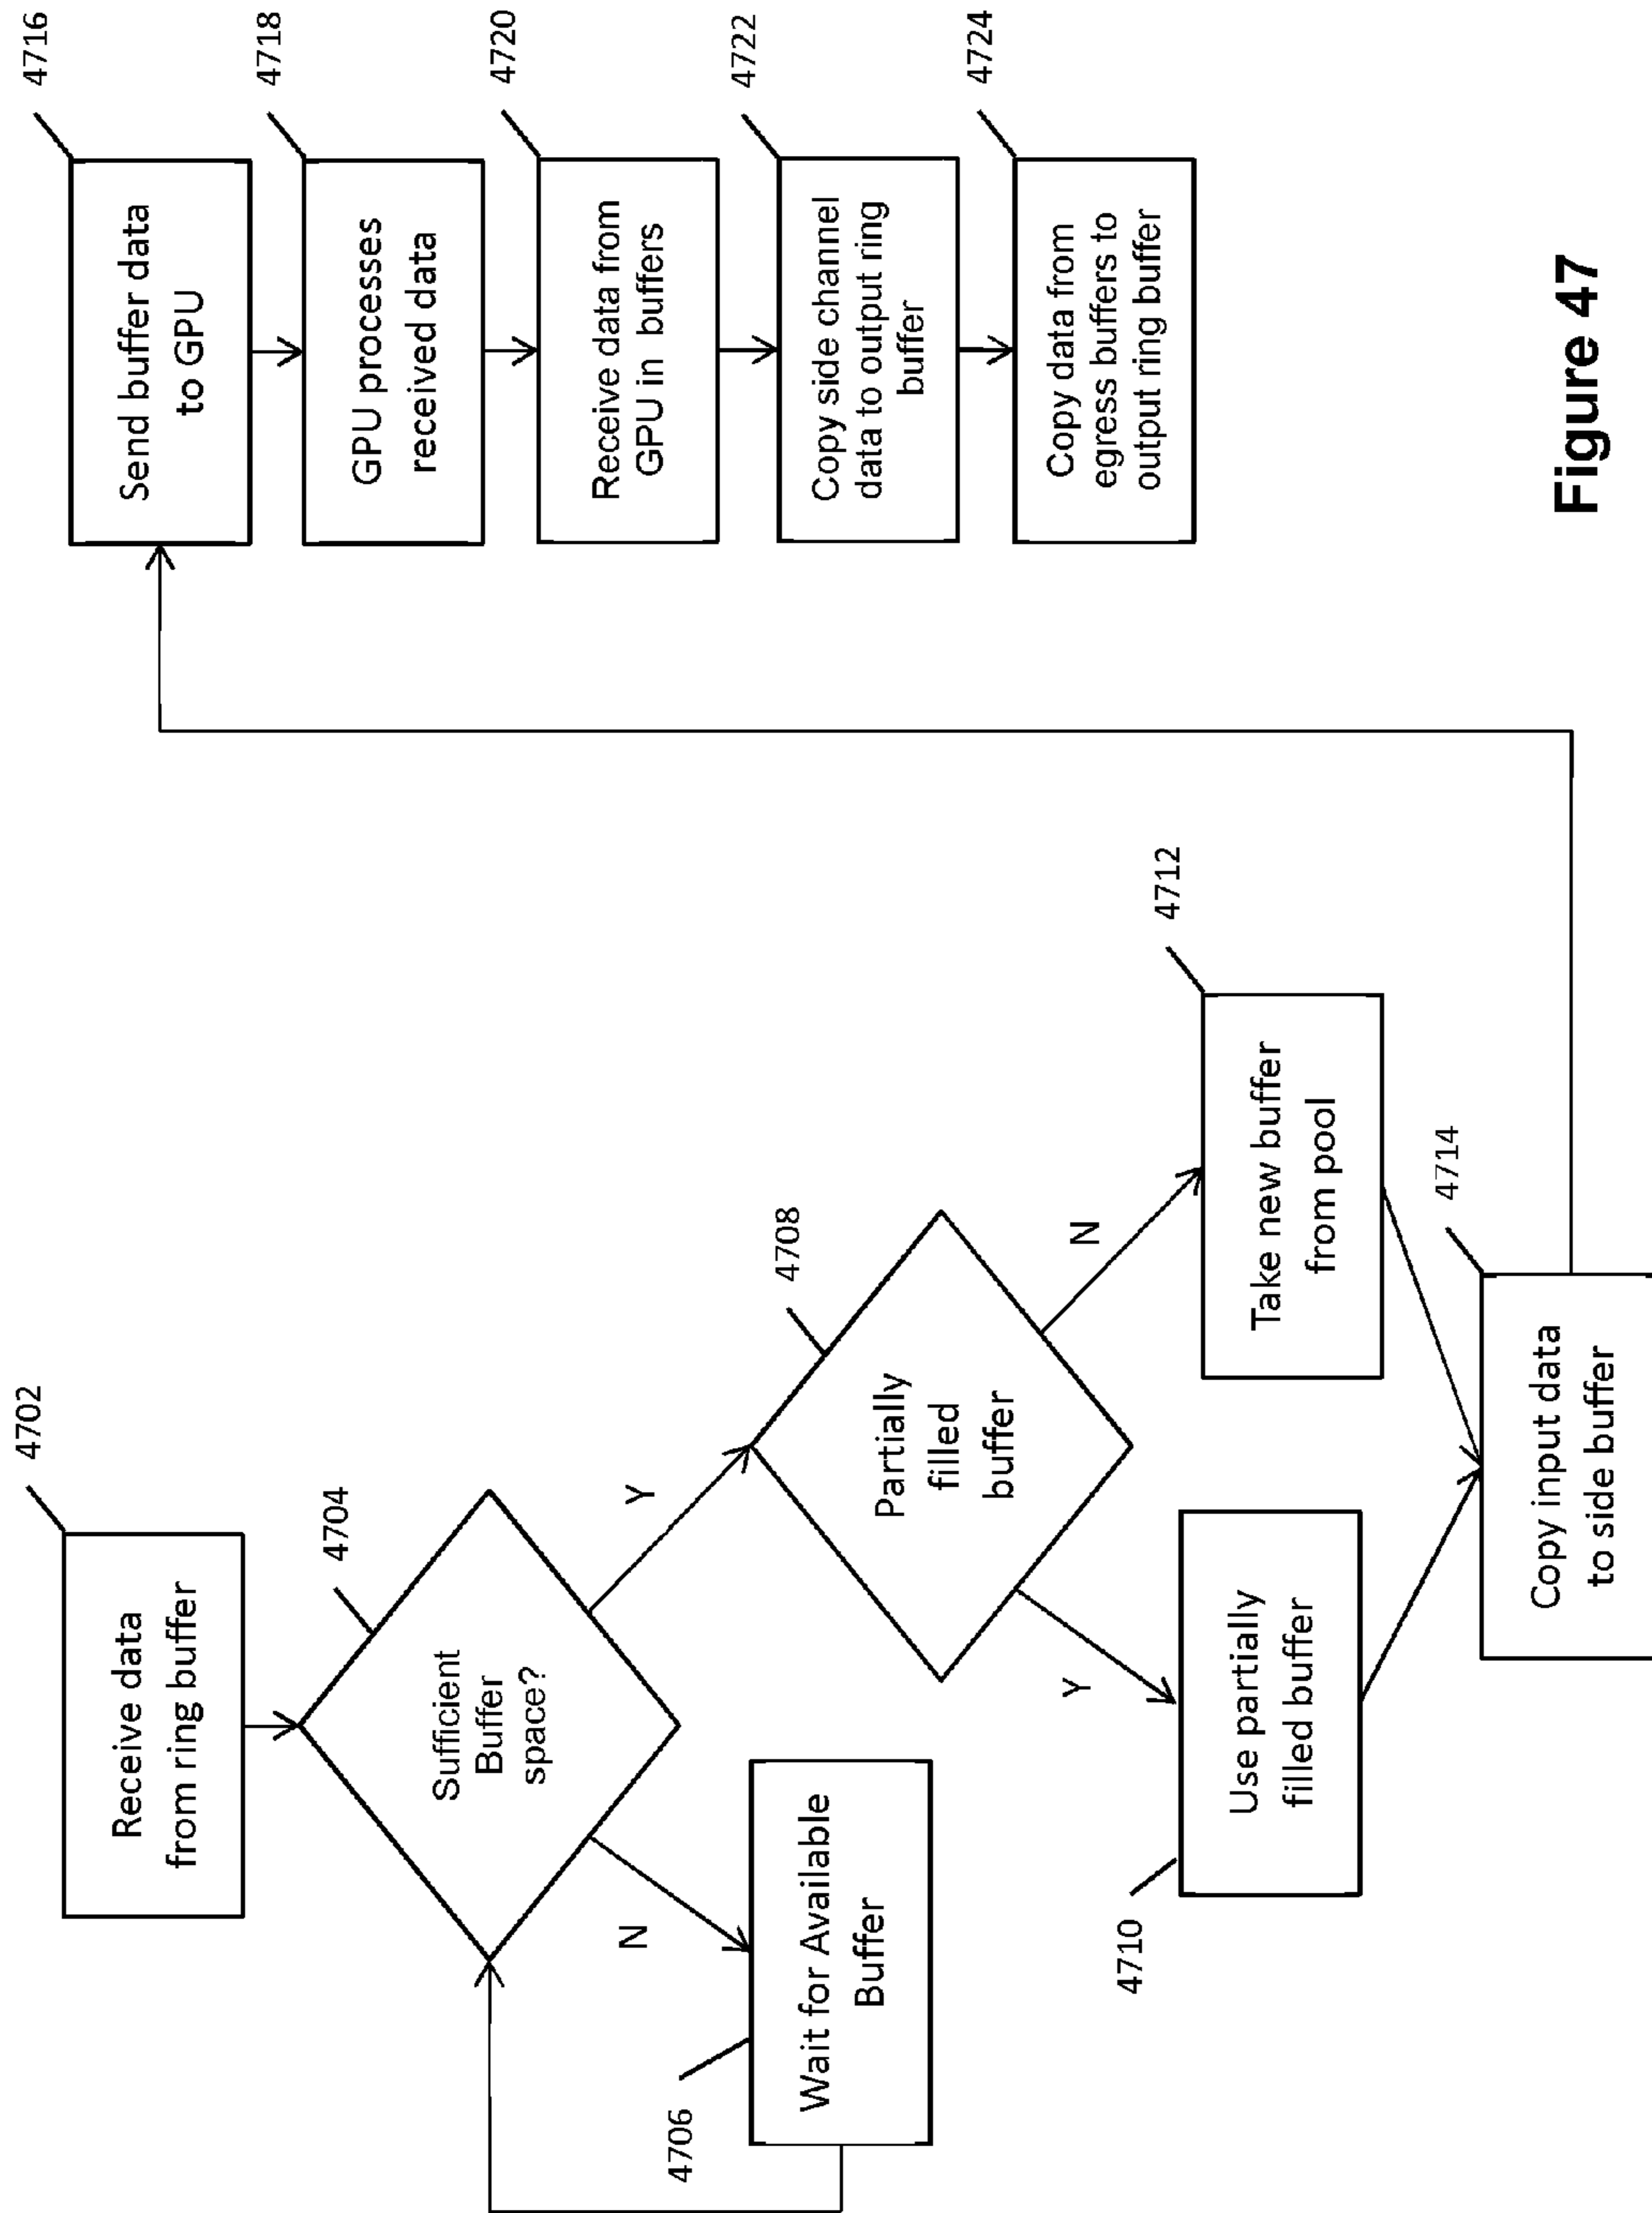 4702
Receive data
from ring buffer
4704
Sufficient
Buffer
space?
N
Y
4706
Wait for Available
Buffer
4708
Partially
filled
buffer
Y
N
4710
Use partially
filled buffer
4712
Take new buffer
from pool
4714
Copy input data
to side buffer
4716
Send buffer data
to GPU
4718
GPU processes
received data
4720
Receive data from
GPU in buffers
4722
Copy side channel
data to output ring
buffer
4724
Copy data from
egress buffers to
output ring buffer
Figure 47